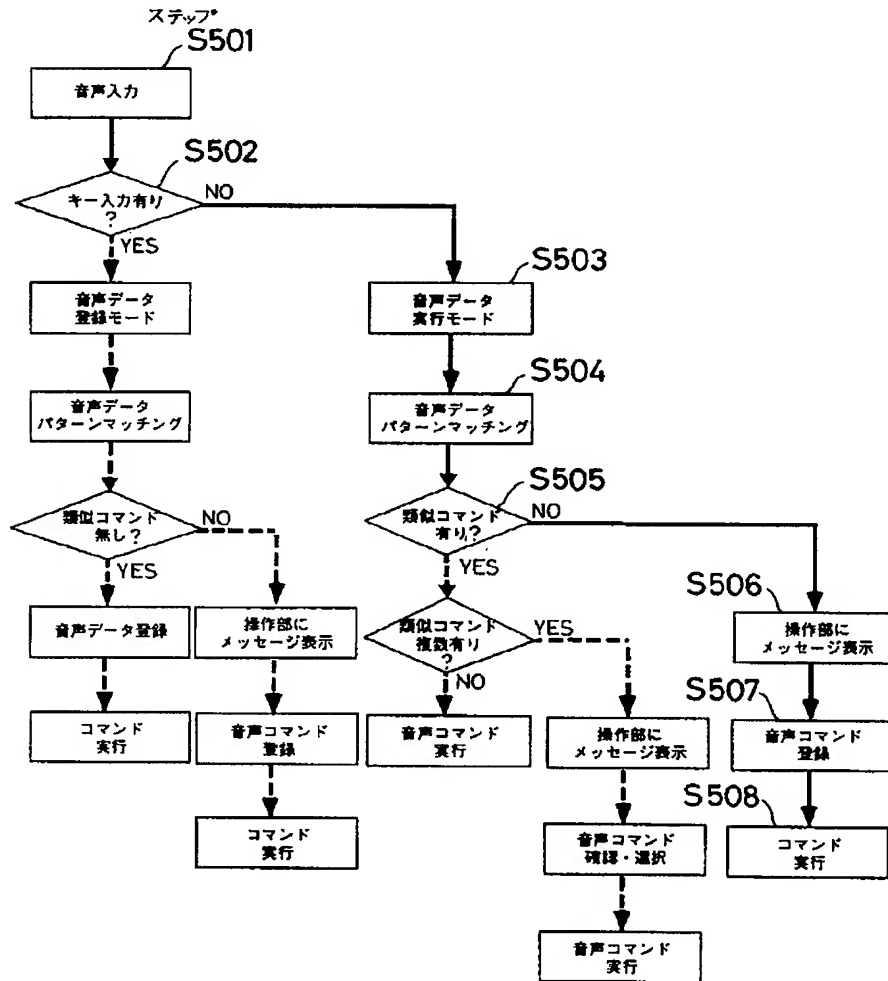 ステップ
S501
音声入力
S502
キー入力有り
?
NO
YES
音声データ
登録モード
S503
音声データ
実行モード
音声データ
パターンマッチング
S504
音声データ
パターンマッチング
類似コマンド
無し?
NO
YES
S505
類似コマンド
有り?
NO
YES
音声データ登録
操作部に
メッセージ表示
類似コマンド
複数有り
?
YES
NO
S506
操作部に
メッセージ表示
コマンド
実行
音声コマンド
登録
音声コマンド
実行
操作部に
メッセージ表示
S507
音声コマンド
登録
コマンド
実行
音声コマンド
確認・選択
S508
コマンド
実行
音声コマンド
実行